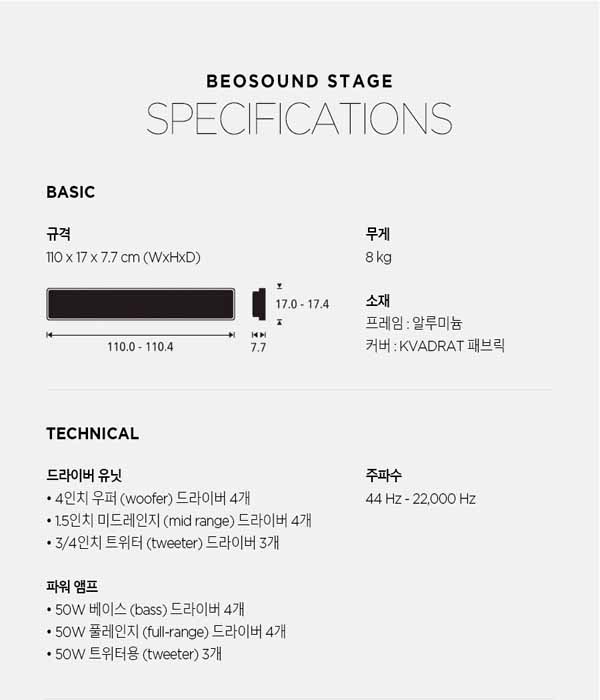 BEOSOUND STAGE
SPECIFICATIONS
BASIC
규격
110 x 17 x 7.7 cm (WxHxD)
17.0 - 17.4
110.0 - 110.4
7.7
무게
8 kg
소재
프레임 : 알루미늄
커버 : KVADRAT 패브릭
TECHNICAL
드라이버 유닛
• 4인치 우퍼 (woofer) 드라이버 4개
• 1.5인치 미드레인지 (mid range) 드라이버 4개
• 3/4인치 트위터 (tweeter) 드라이버 3개
주파수
44 Hz - 22,000 Hz
파워 앰프
• 50W 베이스 (bass) 드라이버 4개
• 50W 풀레인지 (full-range) 드라이버 4개
• 50W 트위터용 (tweeter) 3개